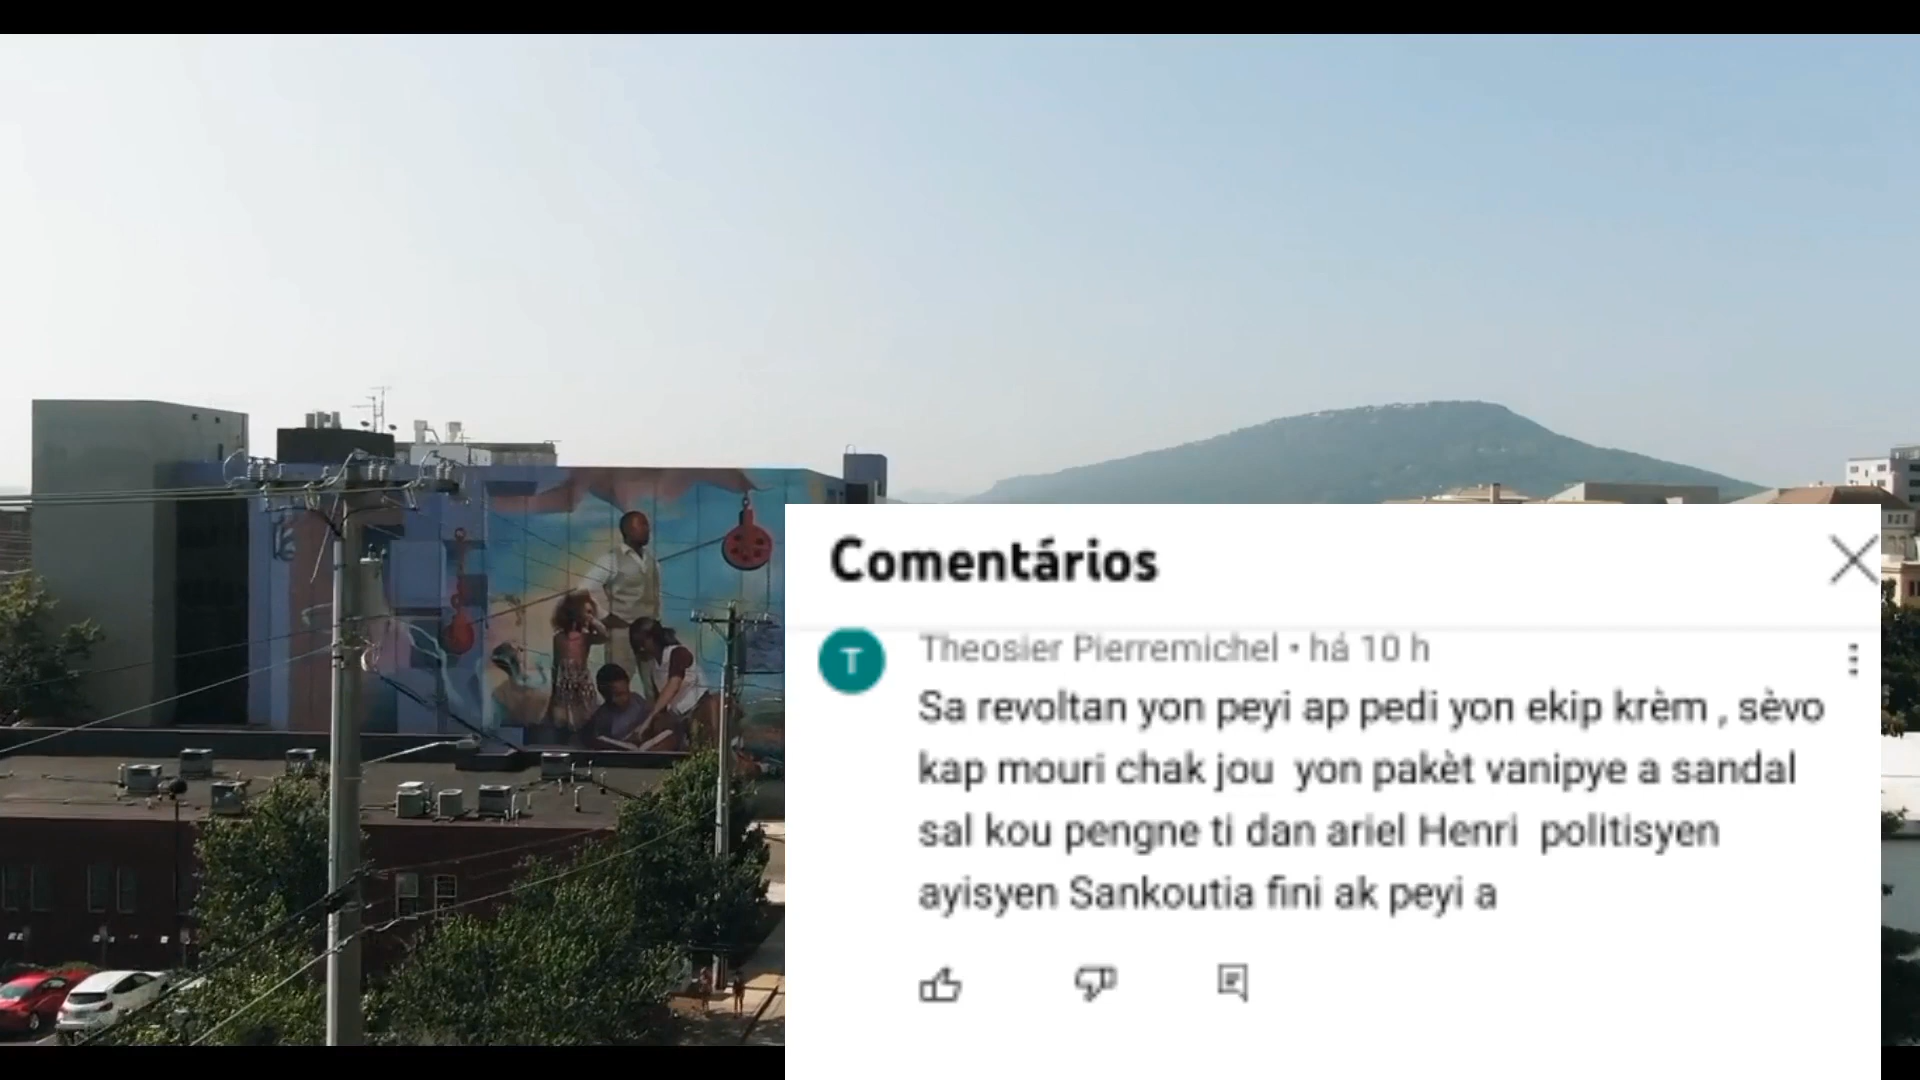 Comentários
Theosier Pierremichel • há 10 h
T
Sa revoltan yon peyi ap pedi yon ekip krèm , sèvo
kap mouri chak jou yon pakèt vanipye a sandal
sal kou pengne ti dan ariel Henri politisyen
ayisyen Sankoutia fini ak peyi a